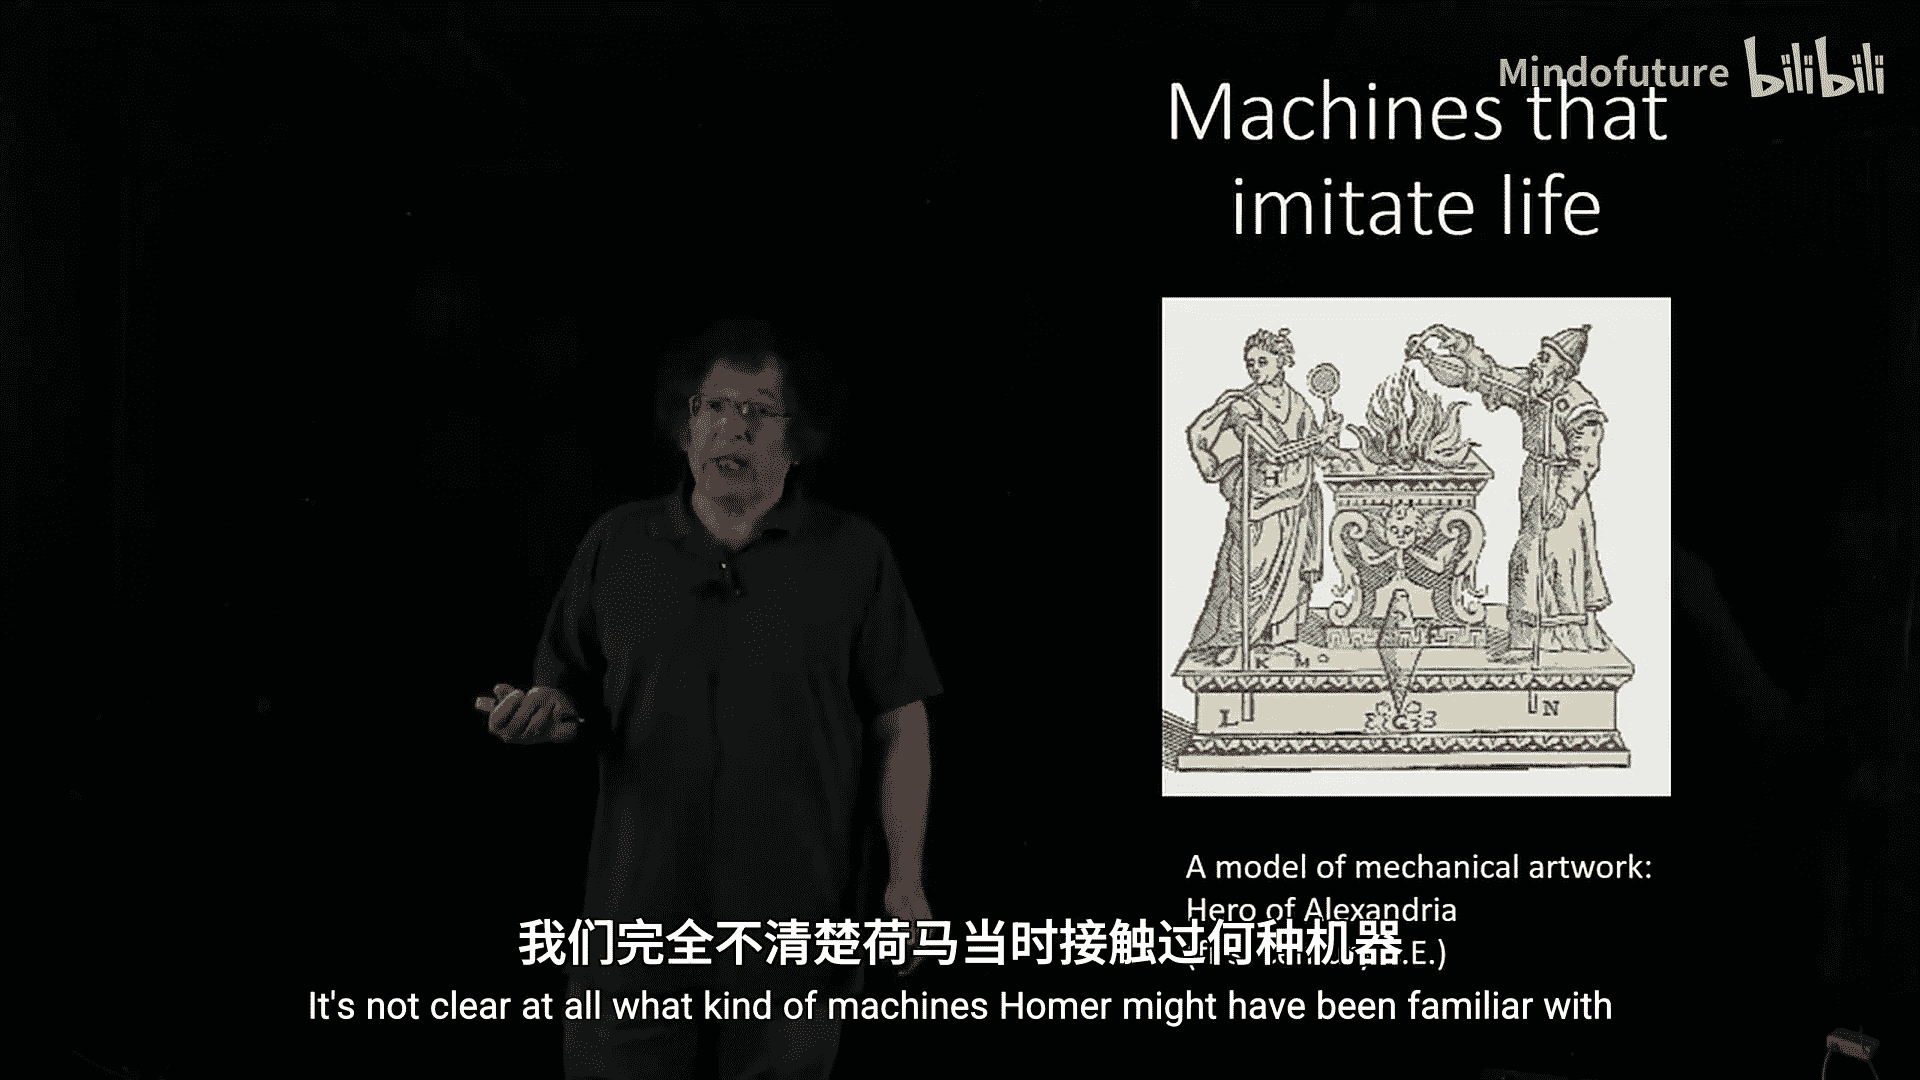 Mindofuture bilibili
Machines that
imitate life
H
K M
L G N
A model of mechanical artwork:
Hero of Alexandria
.E.)
我们完全不清楚荷马当时接触过何种机器
It's not clear at all what kind of machines Homer might have been familiar with